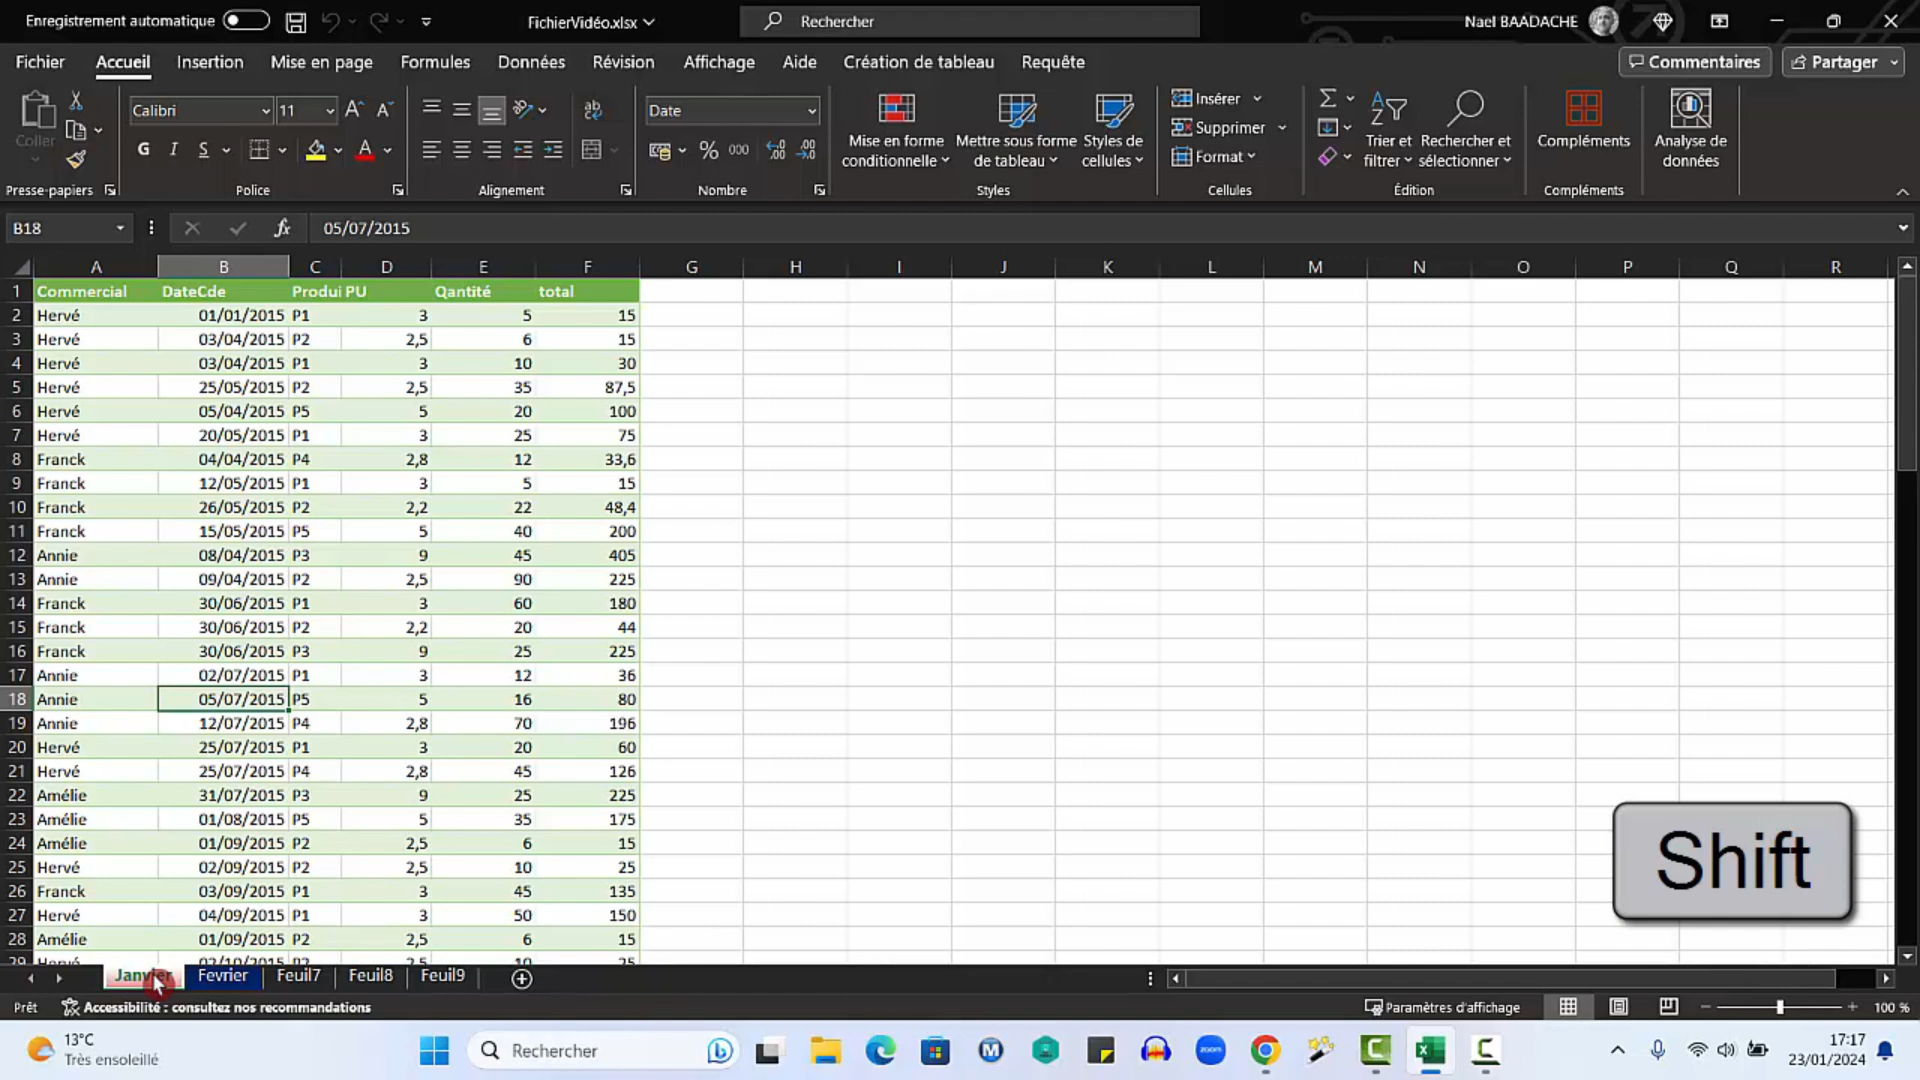 Enregistrement automatique
FichierVidéo.xlsx
Rechercher
Nael BAADACHE
Fichier Accueil Insertion Mise en page Formules Données Révision Affichage Aide Création de tableau Requête
Commentaires Partager
Coller
Presse-papiers
Calibri 11
G I S
Police
Alignement
Date
% 000
Nombre
Mise en forme conditionnelle
Mettre sous forme de tableau
Styles de cellules
Styles
Insérer
Supprimer
Format
Cellules
Trier et filtrer
Rechercher et sélectionner
Édition
Compléments
Compléments
Analyse de données
B18 fx 05/07/2015
A B C D E F G H I J K L M N O P Q R
1 Commercial DateCde Produi PU Qantité total
2 Hervé 01/01/2015 P1 3 5 15
3 Hervé 03/04/2015 P2 2,5 6 15
4 Hervé 03/04/2015 P1 3 10 30
5 Hervé 25/05/2015 P2 2,5 35 87,5
6 Hervé 05/04/2015 P5 5 20 100
7 Hervé 20/05/2015 P1 3 25 75
8 Franck 04/04/2015 P4 2,8 12 33,6
9 Franck 12/05/2015 P1 3 5 15
10 Franck 26/05/2015 P2 2,2 22 48,4
11 Franck 15/05/2015 P5 5 40 200
12 Annie 08/04/2015 P3 9 45 405
13 Annie 09/04/2015 P2 2,5 90 225
14 Franck 30/06/2015 P1 3 60 180
15 Franck 30/06/2015 P2 2,2 20 44
16 Franck 30/06/2015 P3 9 25 225
17 Annie 02/07/2015 P1 3 12 36
18 Annie 05/07/2015 P5 5 16 80
19 Annie 12/07/2015 P4 2,8 70 196
20 Hervé 25/07/2015 P1 3 20 60
21 Hervé 25/07/2015 P4 2,8 45 126
22 Amélie 31/07/2015 P3 9 25 225
23 Amélie 01/08/2015 P5 5 35 175
24 Amélie 01/09/2015 P2 2,5 6 15
25 Hervé 02/09/2015 P2 2,5 10 25
26 Franck 03/09/2015 P1 3 45 135
27 Hervé 04/09/2015 P1 3 50 150
28 Amélie 01/09/2015 P2 2,5 6 15
29 Hervé 02/10/2015 P2 2,5 10 25
Shift
Janvier Fevrier Feuil7 Feuil8 Feuil9
Prêt Accessibilité : consultez nos recommandations Paramètres d'affichage 100 %
13°C
Très ensoleillé
Rechercher
zoom
17:17
23/01/2024